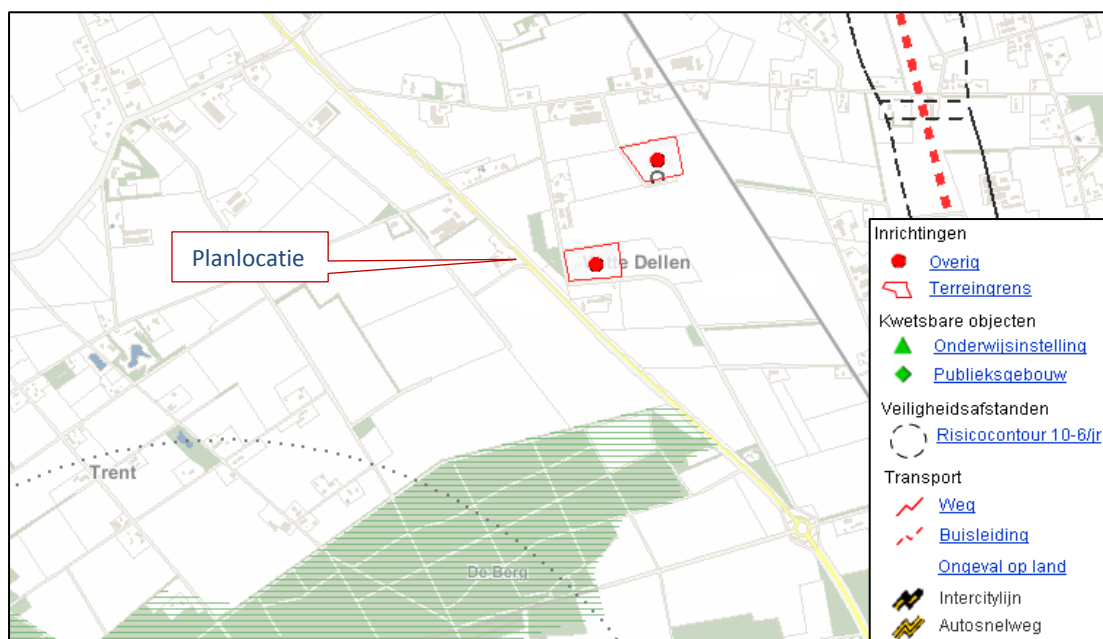 Planlocatie
Witte Dellen
Trent
De Berg
Inrichtingen
Overig
Terreingrens
Kwetsbare objecten
Onderwijsinstelling
Publieksgebouw
Veiligheidsafstanden
Risicocontour 10-6/jr
Transport
Weg
Buisleiding
Ongeval op land
Intercitylijn
Autosnelweg